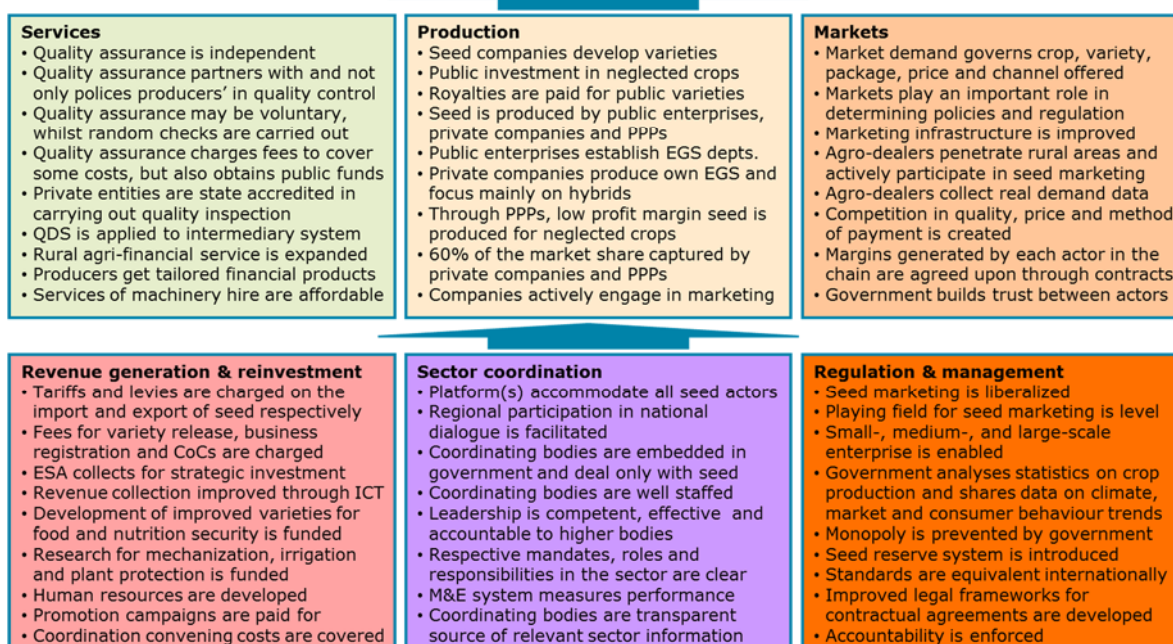 Services
• Quality assurance is independent
• Quality assurance partners with and not
only polices producers’ in quality control
• Quality assurance may be voluntary,
whilst random checks are carried out
• Quality assurance charges fees to cover
some costs, but also obtains public funds
• Private entities are state accredited in
carrying out quality inspection
• QDS is applied to intermediary system
• Rural agri-financial service is expanded
• Producers get tailored financial products
• Services of machinery hire are affordable
Production
• Seed companies develop varieties
• Public investment in neglected crops
• Royalties are paid for public varieties
• Seed is produced by public enterprises,
private companies and PPPs
• Public enterprises establish EGS depts.
• Private companies produce own EGS and
focus mainly on hybrids
• Through PPPs, low profit margin seed is
produced for neglected crops
• 60% of the market share captured by
private companies and PPPs
• Companies actively engage in marketing
Markets
• Market demand governs crop, variety,
package, price and channel offered
• Markets play an important role in
determining policies and regulation
• Marketing infrastructure is improved
• Agro-dealers penetrate rural areas and
actively participate in seed marketing
• Agro-dealers collect real demand data
• Competition in quality, price and method
of payment is created
• Margins generated by each actor in the
chain are agreed upon through contracts
• Government builds trust between actors
Revenue generation & reinvestment
• Tariffs and levies are charged on the
import and export of seed respectively
• Fees for variety release, business
registration and CoCs are charged
• ESA collects for strategic investment
• Revenue collection improved through ICT
• Development of improved varieties for
food and nutrition security is funded
• Research for mechanization, irrigation
and plant protection is funded
• Human resources are developed
• Promotion campaigns are paid for
• Coordination convening costs are covered
Sector coordination
• Platform(s) accommodate all seed actors
• Regional participation in national
dialogue is facilitated
• Coordinating bodies are embedded in
government and deal only with seed
• Coordinating bodies are well staffed
• Leadership is competent, effective and
accountable to higher bodies
• Respective mandates, roles and
responsibilities in the sector are clear
• M&E system measures performance
• Coordinating bodies are transparent
source of relevant sector information
Regulation & management
• Seed marketing is liberalized
• Playing field for seed marketing is level
• Small-, medium-, and large-scale
enterprise is enabled
• Government analyses statistics on crop
production and shares data on climate,
market and consumer behaviour trends
• Monopoly is prevented by government
• Seed reserve system is introduced
• Standards are equivalent internationally
• Improved legal frameworks for
contractual agreements are developed
• Accountability is enforced